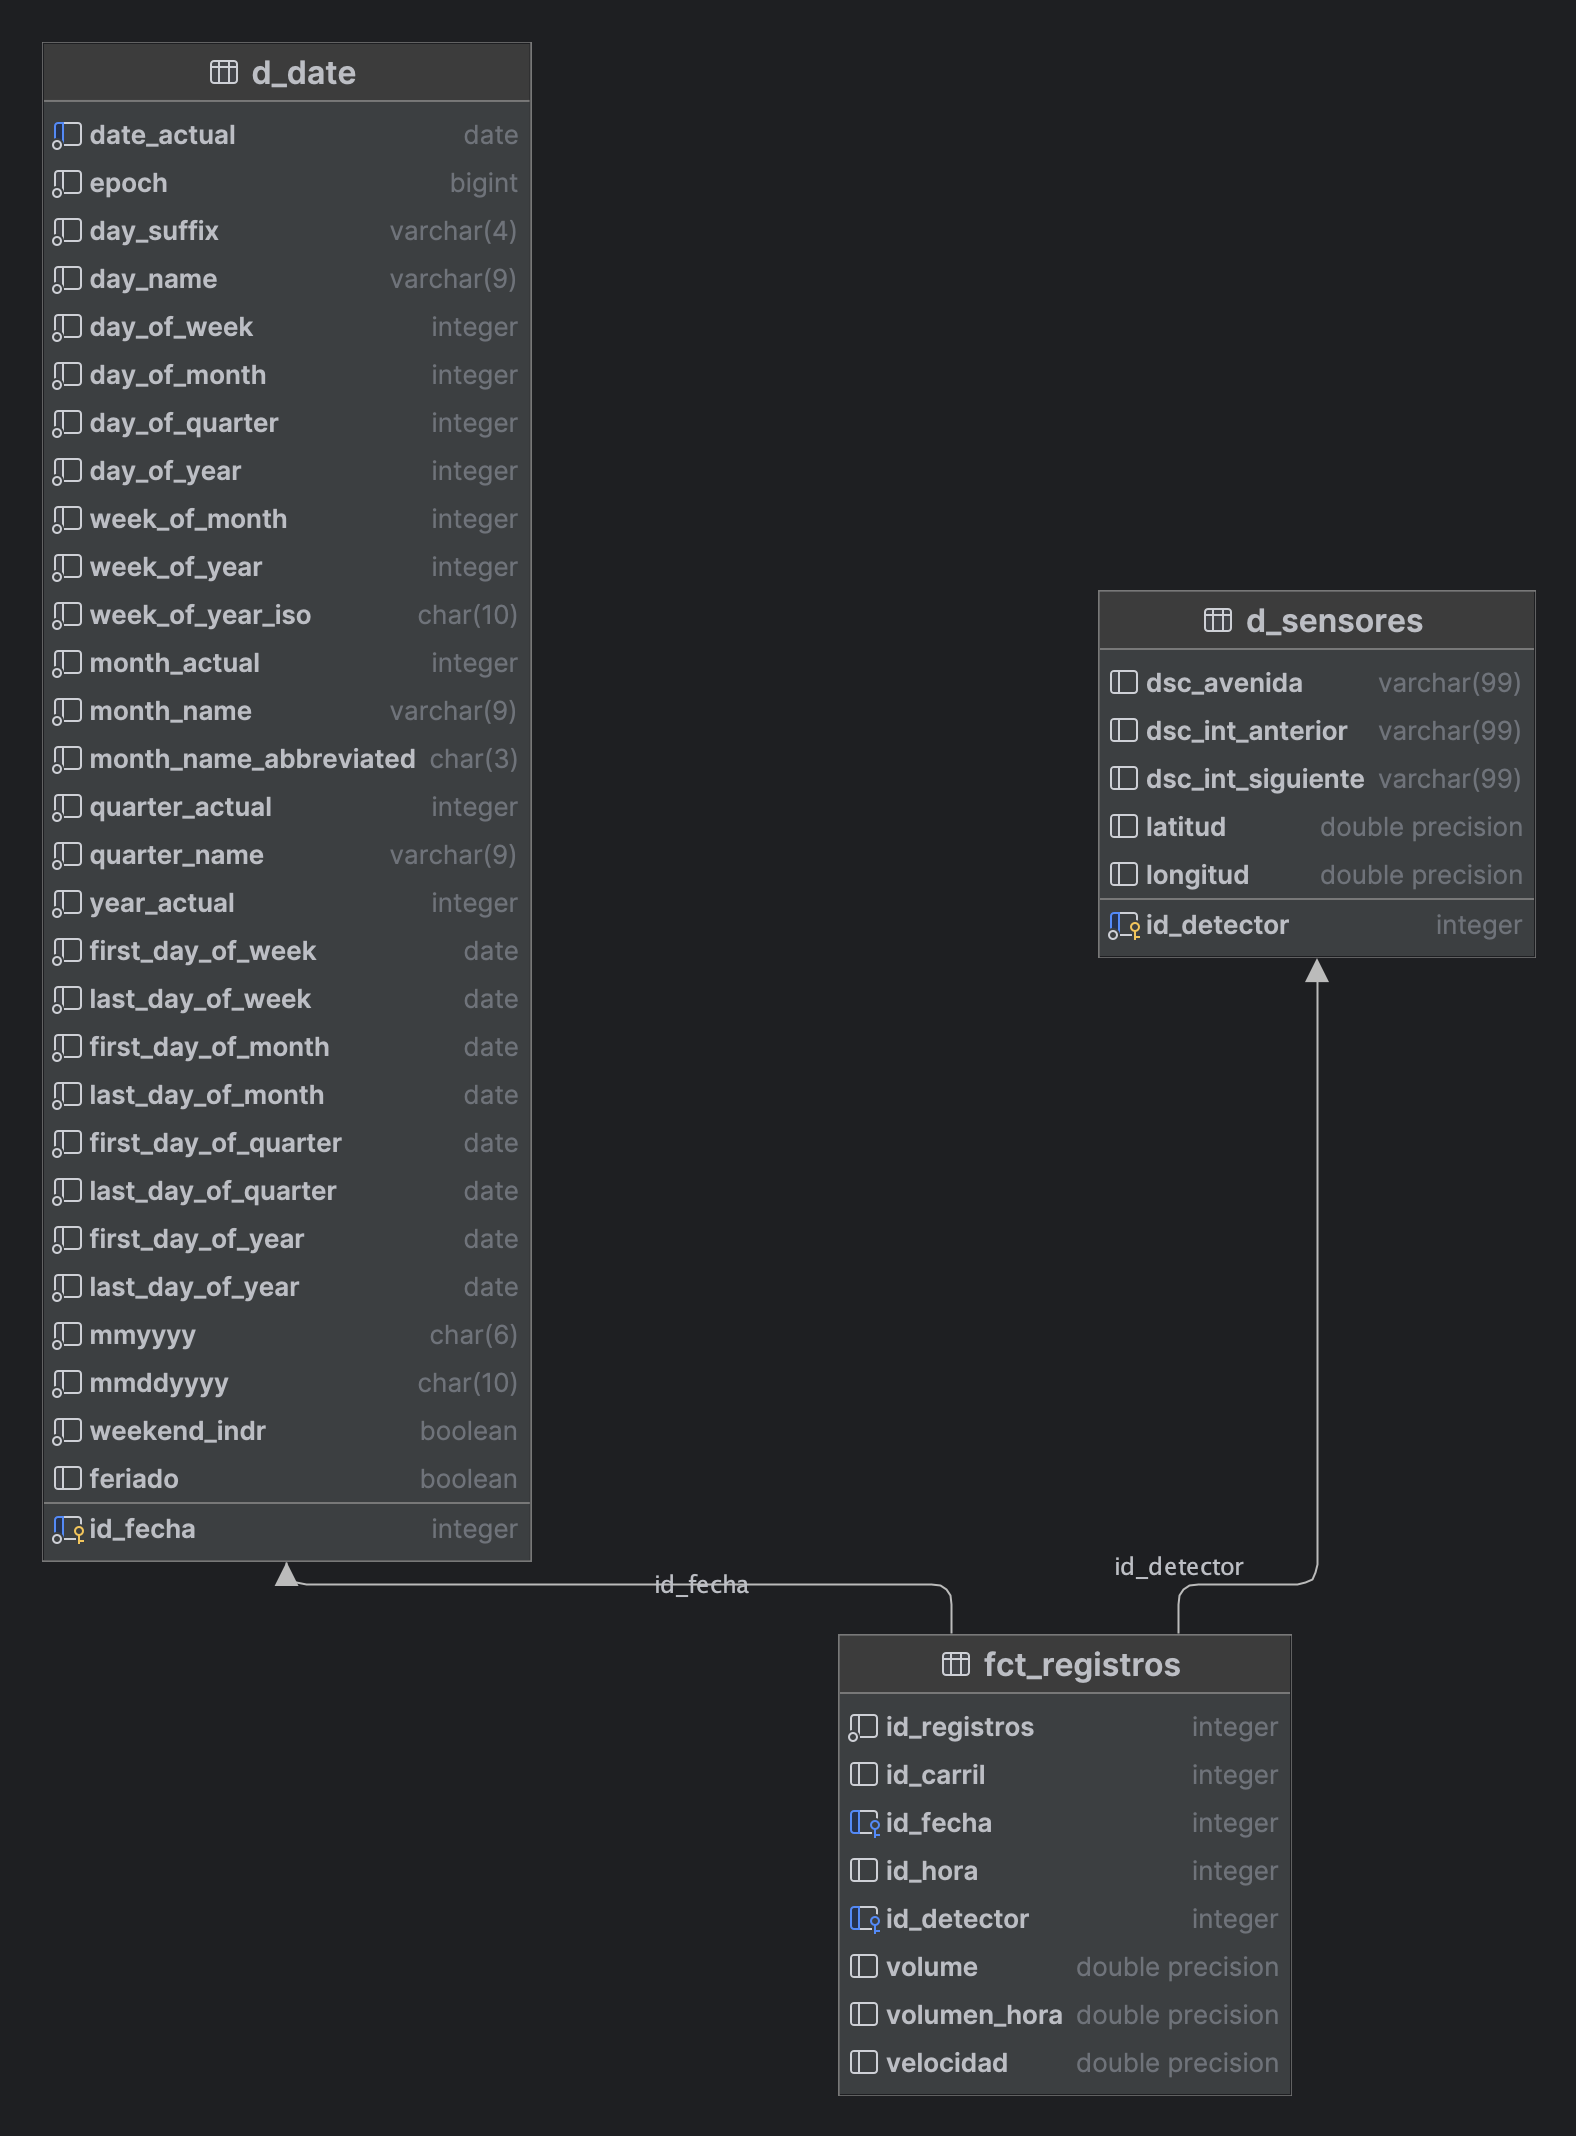 d_date
date_actual date
epoch bigint
day_suffix varchar(4)
day_name varchar(9)
day_of_week integer
day_of_month integer
day_of_quarter integer
day_of_year integer
week_of_month integer
week_of_year integer
week_of_year_iso char(10)
month_actual integer
month_name varchar(9)
month_name_abbreviated char(3)
quarter_actual integer
quarter_name varchar(9)
year_actual integer
first_day_of_week date
last_day_of_week date
first_day_of_month date
last_day_of_month date
first_day_of_quarter date
last_day_of_quarter date
first_day_of_year date
last_day_of_year date
mmyyyy char(6)
mmddyyyy char(10)
weekend_indr boolean
feriado boolean
id_fecha integer
d_sensores
dsc_avenida varchar(99)
dsc_int_anterior varchar(99)
dsc_int_siguiente varchar(99)
latitud double precision
longitud double precision
id_detector integer
id_fecha
id_detector
fct_registros
id_registros integer
id_carril integer
id_fecha integer
id_hora integer
id_detector integer
volume double precision
volumen_hora double precision
velocidad double precision